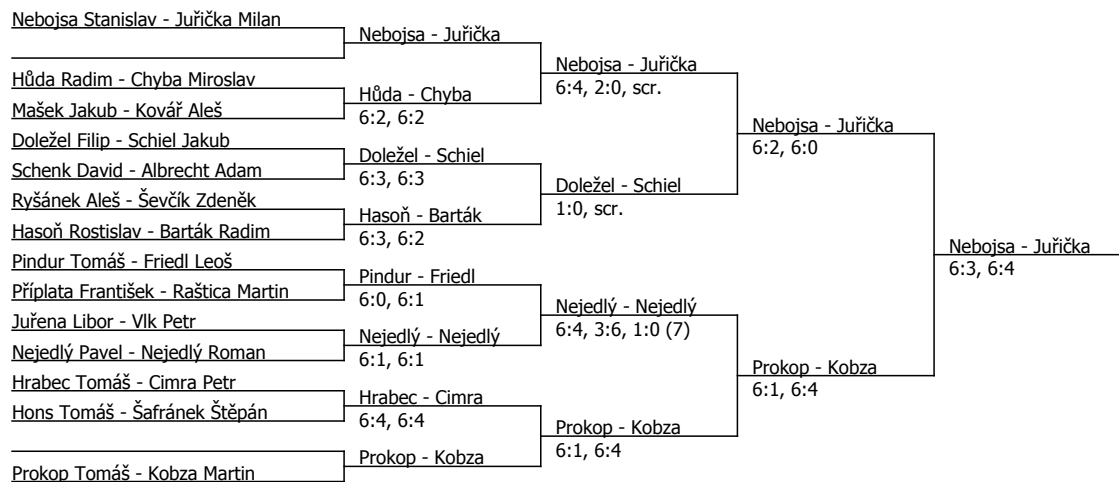 Nebojsa Stanislav - Juřička Milan
Hůda Radim - Chyba Miroslav
Mašek Jakub - Kovář Aleš
Doležel Filip - Schiel Jakub
Schenk David - Albrecht Adam
Ryšánek Aleš - Ševčík Zdeněk
Hasoň Rostislav - Barták Radim
Pindur Tomáš - Friedl Leoš
Příplata František - Raštica Martin
Juřena Libor - Vlk Petr
Nejedlý Pavel - Nejedlý Roman
Hrabec Tomáš - Cimra Petr
Hons Tomáš - Šafránek Štěpán
Prokop Tomáš - Kobza Martin
Nebojsa - Juřička
Hůda - Chyba
6:2, 6:2
Doležel - Schiel
6:3, 6:3
Hasoň - Barták
6:3, 6:2
Pindur - Friedl
6:0, 6:1
Nejedlý - Nejedlý
6:1, 6:1
Hrabec - Cimra
6:4, 6:4
Prokop - Kobza
Nebojsa - Juřička
6:4, 2:0, scr.
Doležel - Schiel
1:0, scr.
Nejedlý - Nejedlý
6:4, 3:6, 1:0 (7)
Prokop - Kobza
6:1, 6:4
Nebojsa - Juřička
6:2, 6:0
Prokop - Kobza
6:1, 6:4
Nebojsa - Juřička
6:3, 6:4